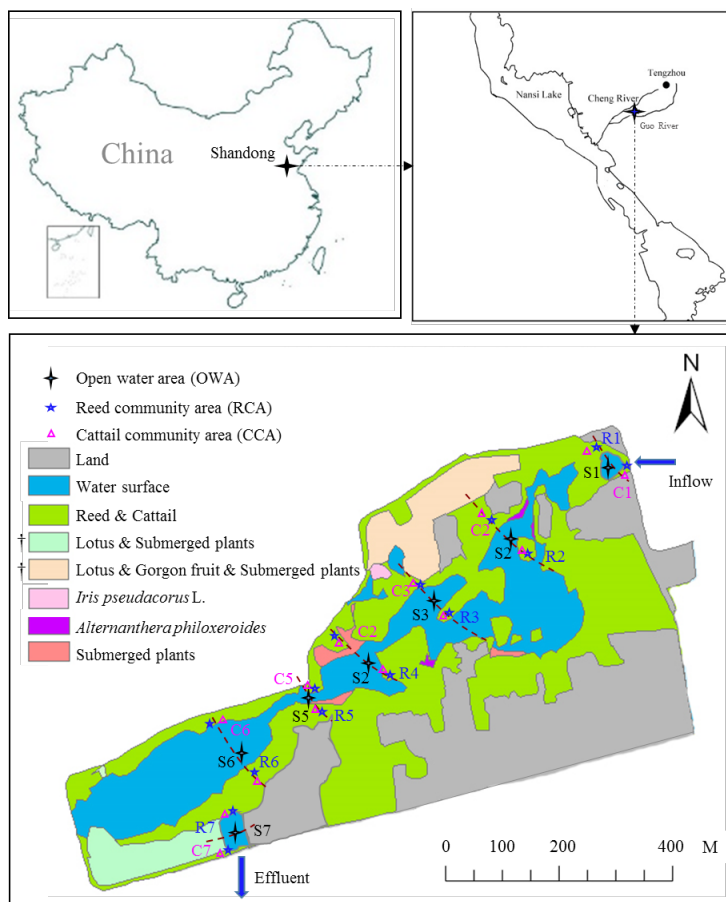 China
Shandong
Tengzhou
Nansi Lake
Cheng River
Guo River
N
Open water area (OWA)
Reed community area (RCA)
Cattail community area (CCA)
Land
Water surface
Reed & Cattail
† Lotus & Submerged plants
† Lotus & Gorgon fruit & Submerged plants
Iris pseudacorus L.
Alternanthera philoxeroides
Submerged plants
R1
S1
C1
Inflow
C2
S2
R2
C3
S3
R3
C2
S2
R4
C5
S5
R5
C6
S6
R6
R7
S7
C7
Effluent
0 100 200 400 M